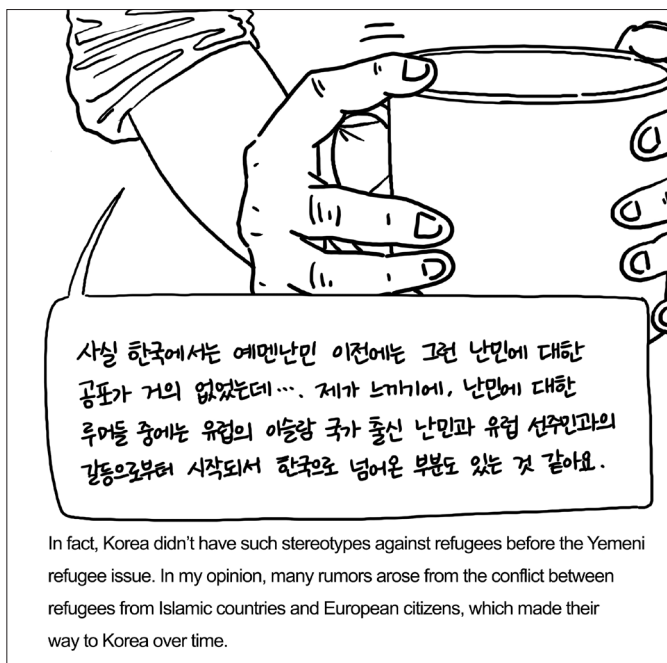 사실 한국에서는 예멘난민 이전에는 그런 난민에 대한
공포가 거의 없었는데…. 제가 느끼기에, 난민에 대한
루머들 중에는 유럽의 이슬람 국가 출신 난민과 유럽 선주민과의
갈등으로부터 시작되서 한국으로 넘어온 부분도 있는 것 같아요.
In fact, Korea didn't have such stereotypes against refugees before the Yemeni
refugee issue. In my opinion, many rumors arose from the conflict between
refugees from Islamic countries and European citizens, which made their
way to Korea over time.